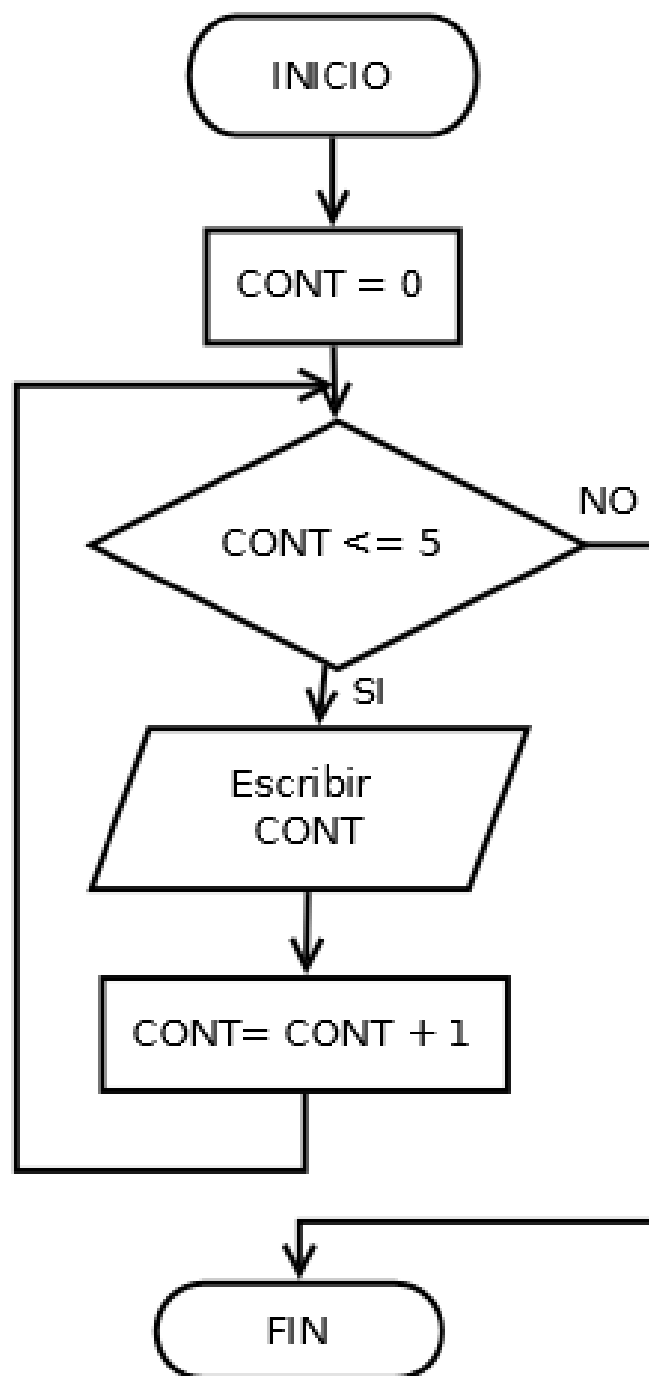 INICIO
CONT = 0
CONT <= 5
NO
SI
Escribir
CONT
CONT= CONT + 1
FIN